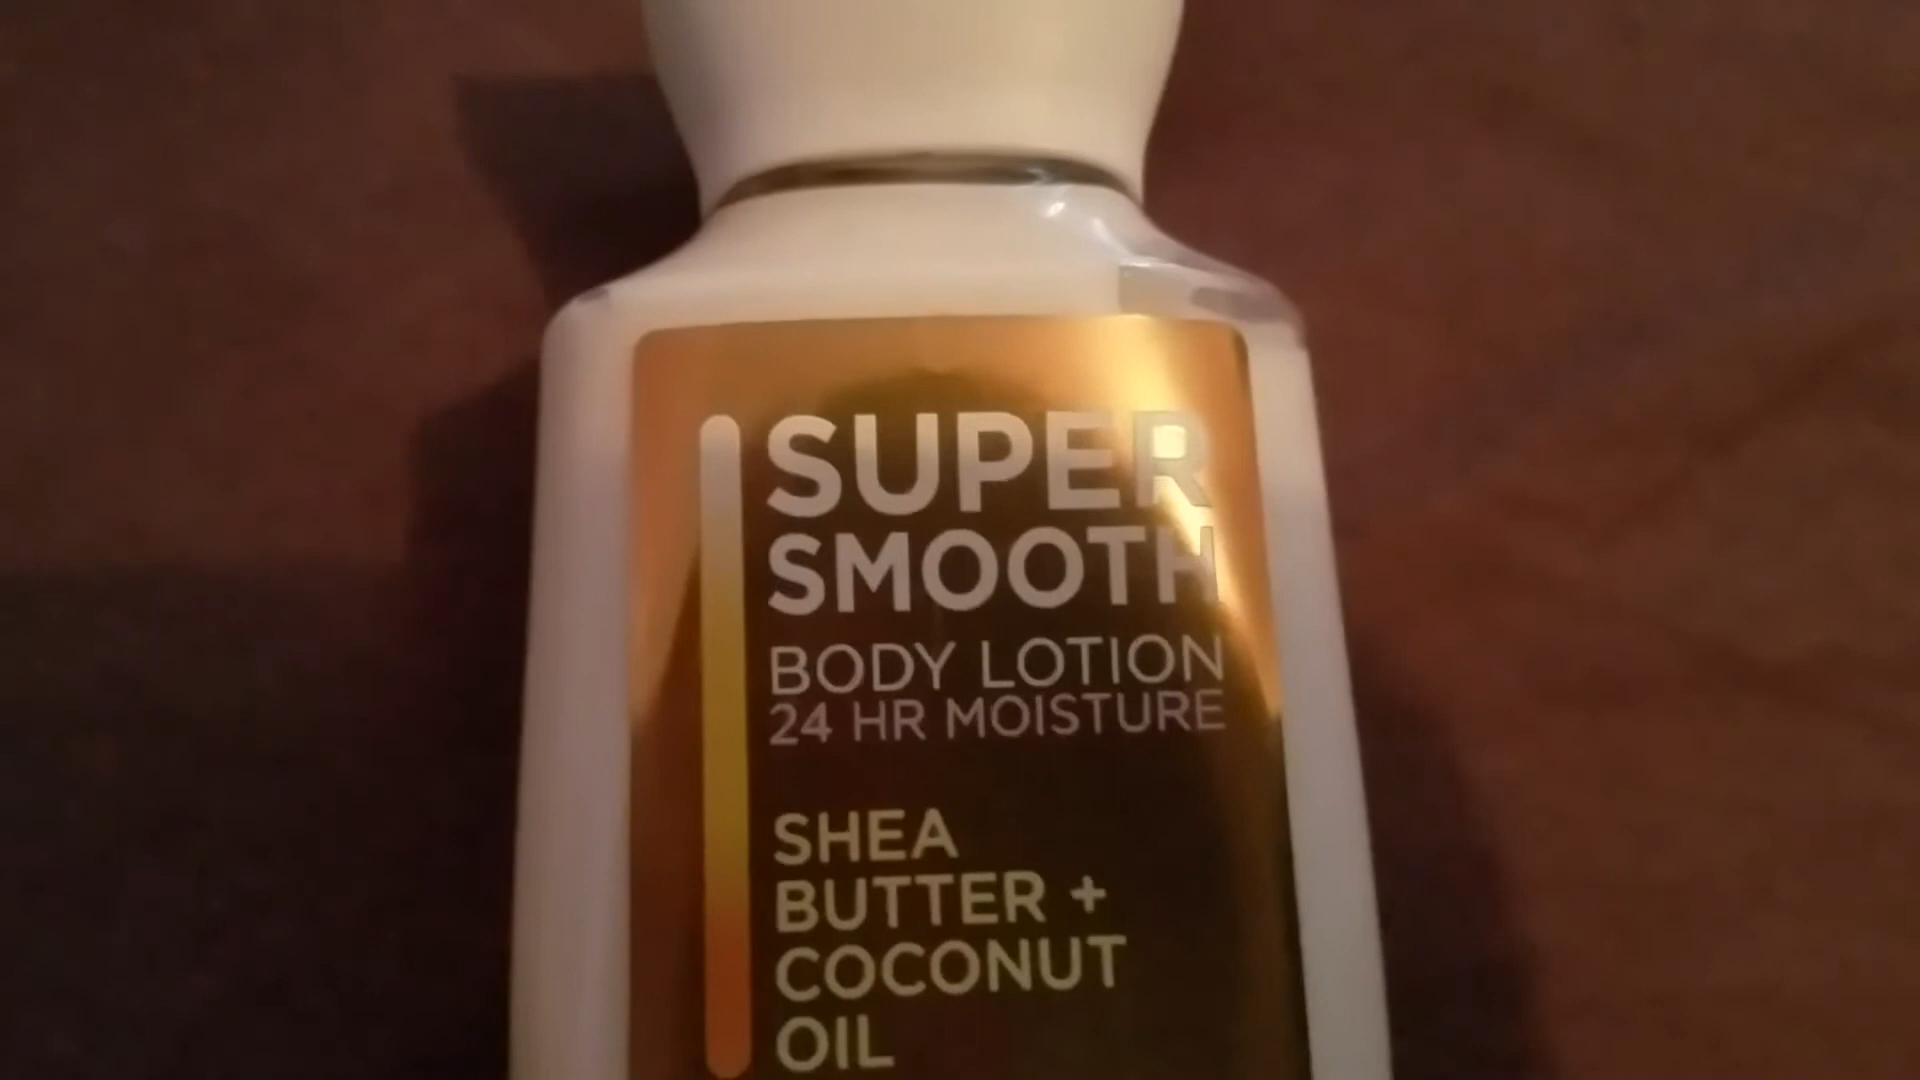 SUPER
SMOOTH
BODY LOTION
24 HR MOISTURE
SHEA
BUTTER +
COCONUT
OIL